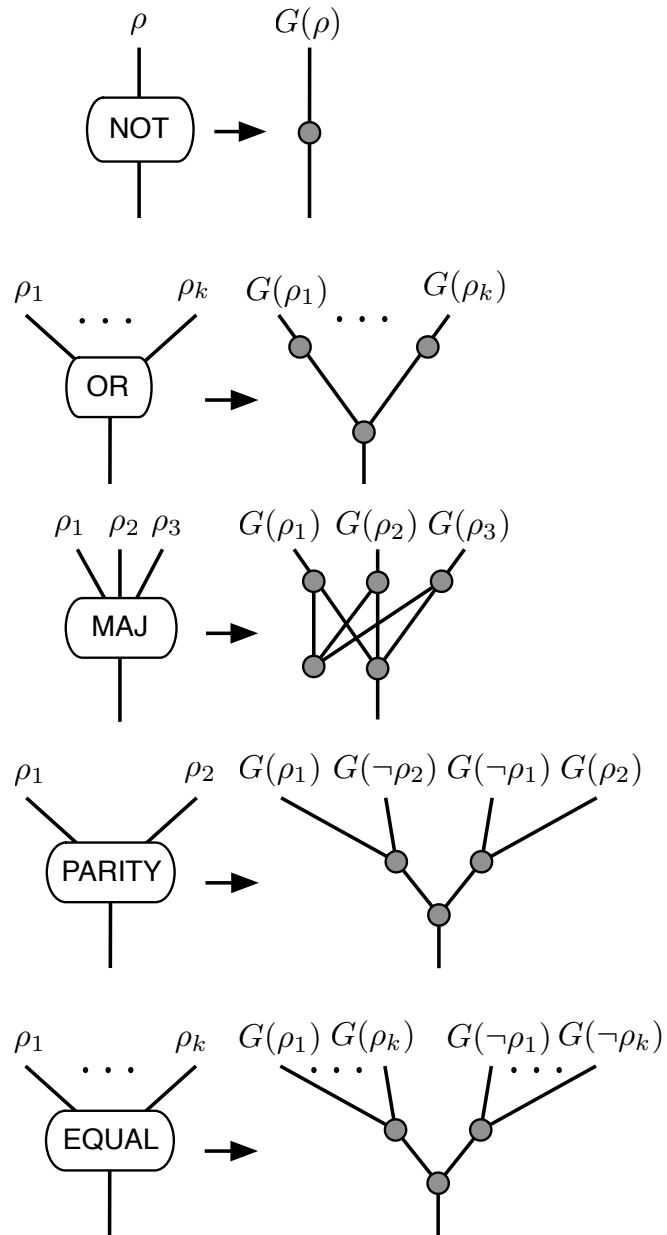 ρ G(ρ)
NOT
ρ₁ . . . ρₖ G(ρ₁) . . . G(ρₖ)
OR
ρ₁ ρ₂ ρ₃ G(ρ₁) G(ρ₂) G(ρ₃)
MAJ
ρ₁ ρ₂ G(ρ₁) G(¬ρ₂) G(¬ρ₁) G(ρ₂)
PARITY
ρ₁ . . . ρₖ G(ρ₁) . . . G(ρₖ) G(¬ρ₁) . . . G(¬ρₖ)
EQUAL